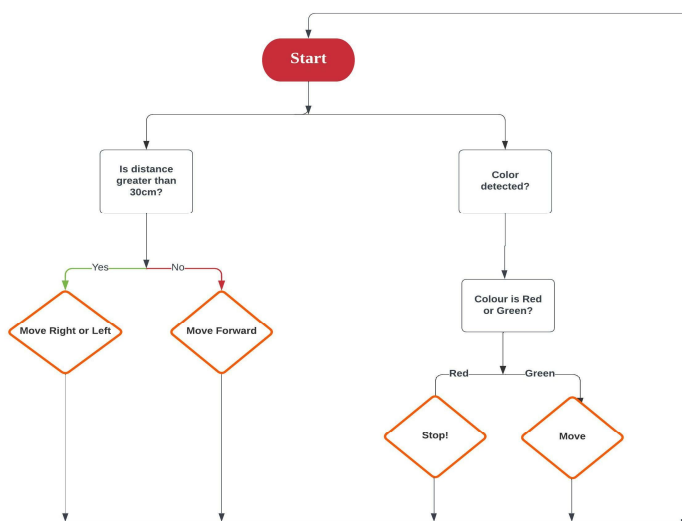 Start
Is distance
greater than
30cm?
Color
detected?
Yes
No
Colour is Red
or Green?
Move Right or Left
Move Forward
Red
Green
Stop!
Move